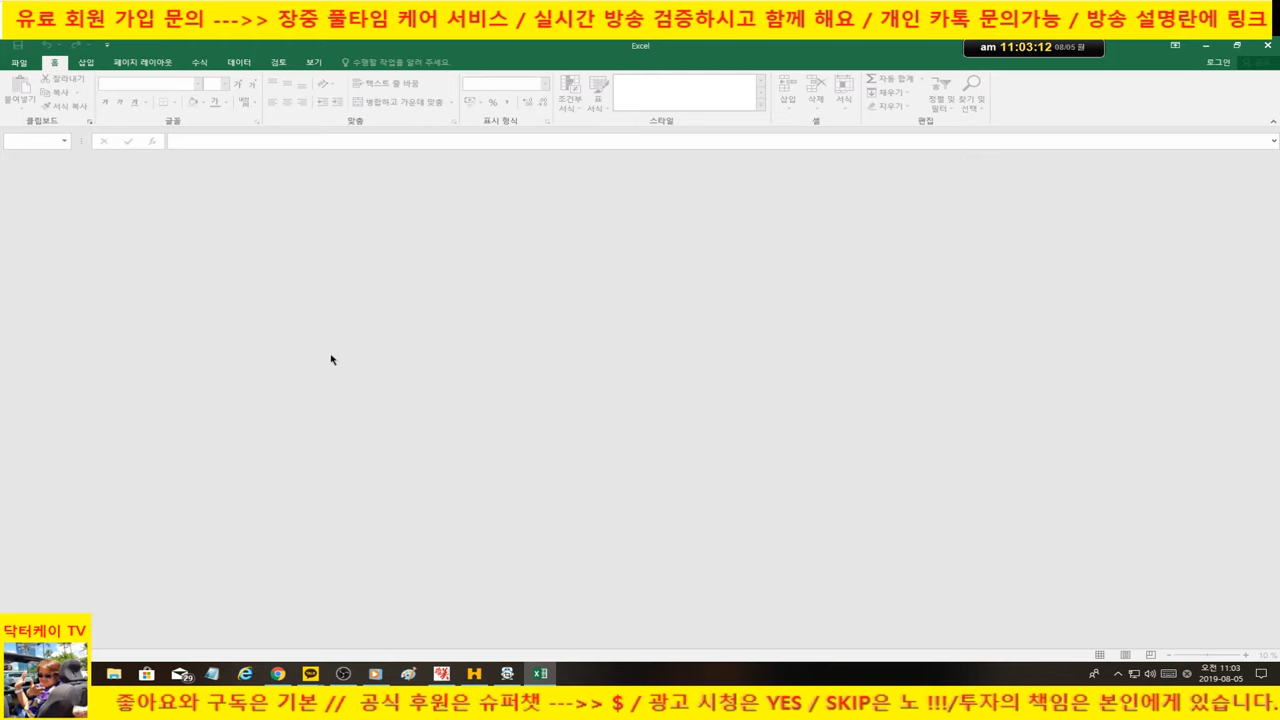 유료 회원 가입 문의 --->> 장중 풀타임 케어 서비스 / 실시간 방송 검증하시고 함께 해요 / 개인 카톡 문의가능 / 방송 설명란에 링크
Excel
am 11:03:12 08/05 월
파일 홈 삽입 페이지 레이아웃 수식 데이터 검토 보기 수행할 작업을 알려 주세요. 로그인
잘라내기 텍스트 줄 바꿈 자동 합계
붙여넣기 복사 조건부 서식 표 서식 삽입 삭제 서식 채우기 정렬 및 필터 찾기 및 선택
서식 복사 가 가 가 병합하고 가운데 맞춤 % 지우기
클립보드 글꼴 맞춤 표시 형식 스타일 셀 편집
fx
10 %
닥터케이 TV
29
TALK
오전 11:03
2019-08-05
좋아요와 구독은 기본 // 공식 후원은 슈퍼챗 --->> $ / 광고 시청은 YES / SKIP은 노 !!!/투자의 책임은 본인에게 있습니다.